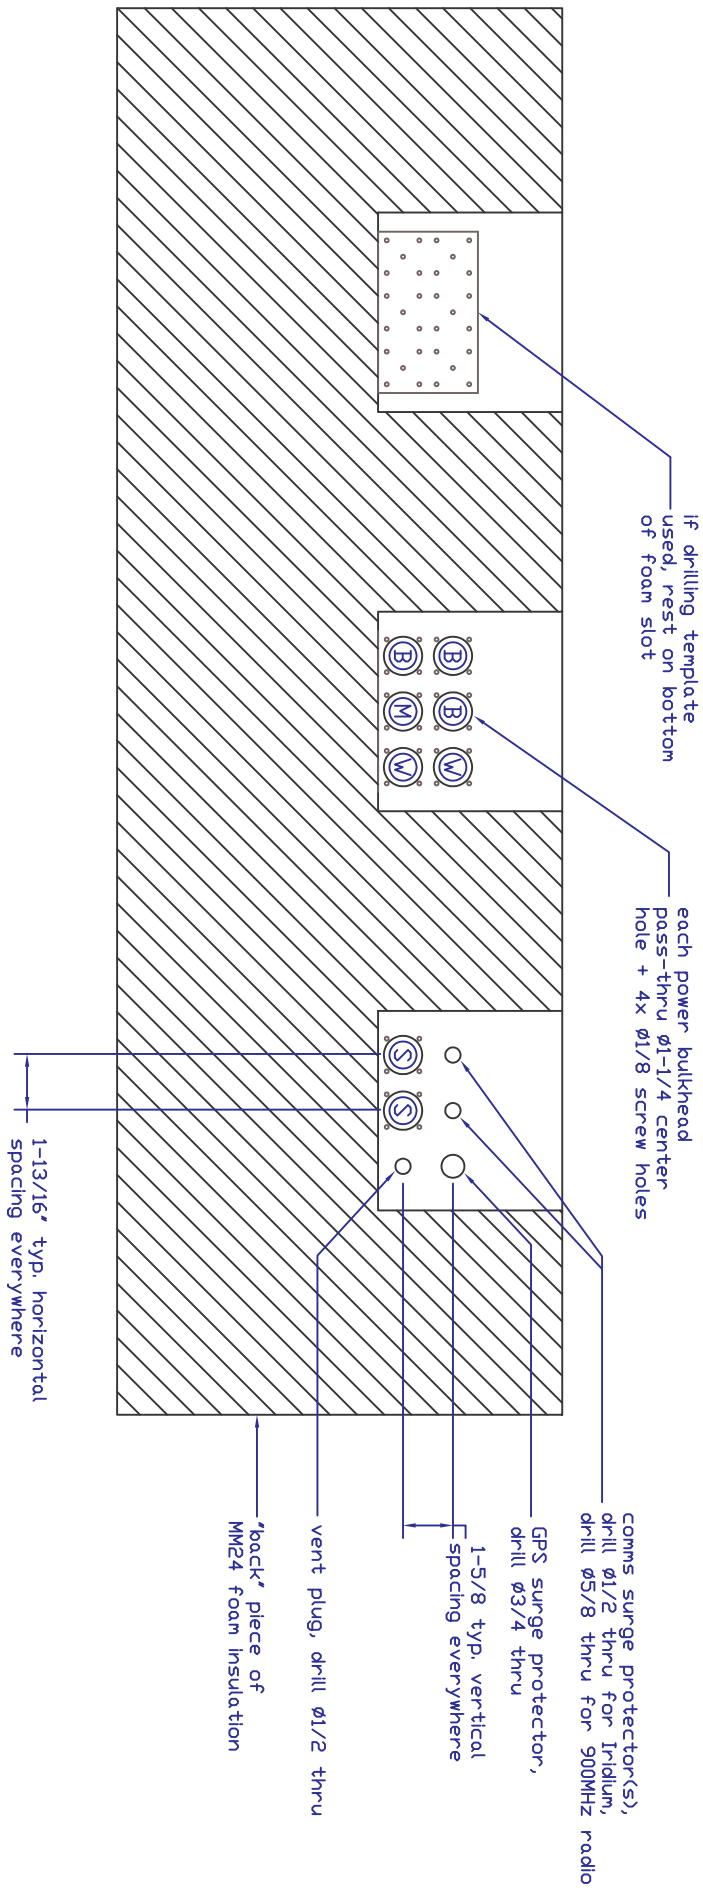 if drilling template
used, rest on bottom
of foam slot
each power bulkhead
pass-thru ø1-1/4 center
hole + 4x ø1/8 screw holes
B
B
W
B
M
W
S
S
comms surge protector(s),
drill ø1/2 thru for Iridium,
drill ø5/8 thru for 900MHz radio
GPS surge protector,
drill ø3/4 thru
1-5/8 typ. vertical
spacing everywhere
vent plug, drill ø1/2 thru
"back" piece of
MM24 foam insulation
1-13/16" typ. horizontal
spacing everywhere